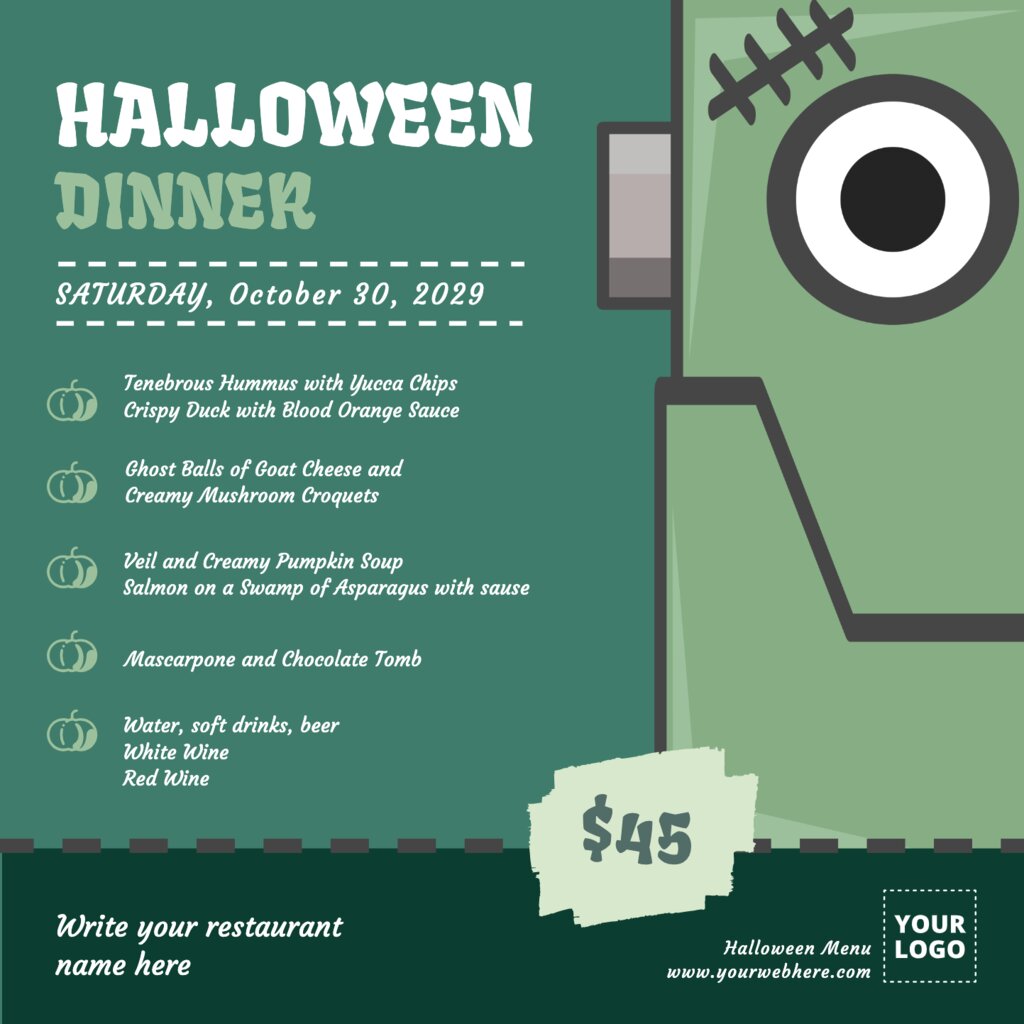 HALLOWEEN
DINNER
SATURDAY, October 30, 2029
Tenebrous Hummus with Yucca Chips
Crispy Duck with Blood Orange Sauce
Ghost Balls of Goat Cheese and
Creamy Mushroom Croquets
Veil and Creamy Pumpkin Soup
Salmon on a Swamp of Asparagus with sause
Mascarpone and Chocolate Tomb
Water, soft drinks, beer
White Wine
Red Wine
$45
Write your restaurant
name here
Halloween Menu
www.yourwebhere.com
YOUR
LOGO